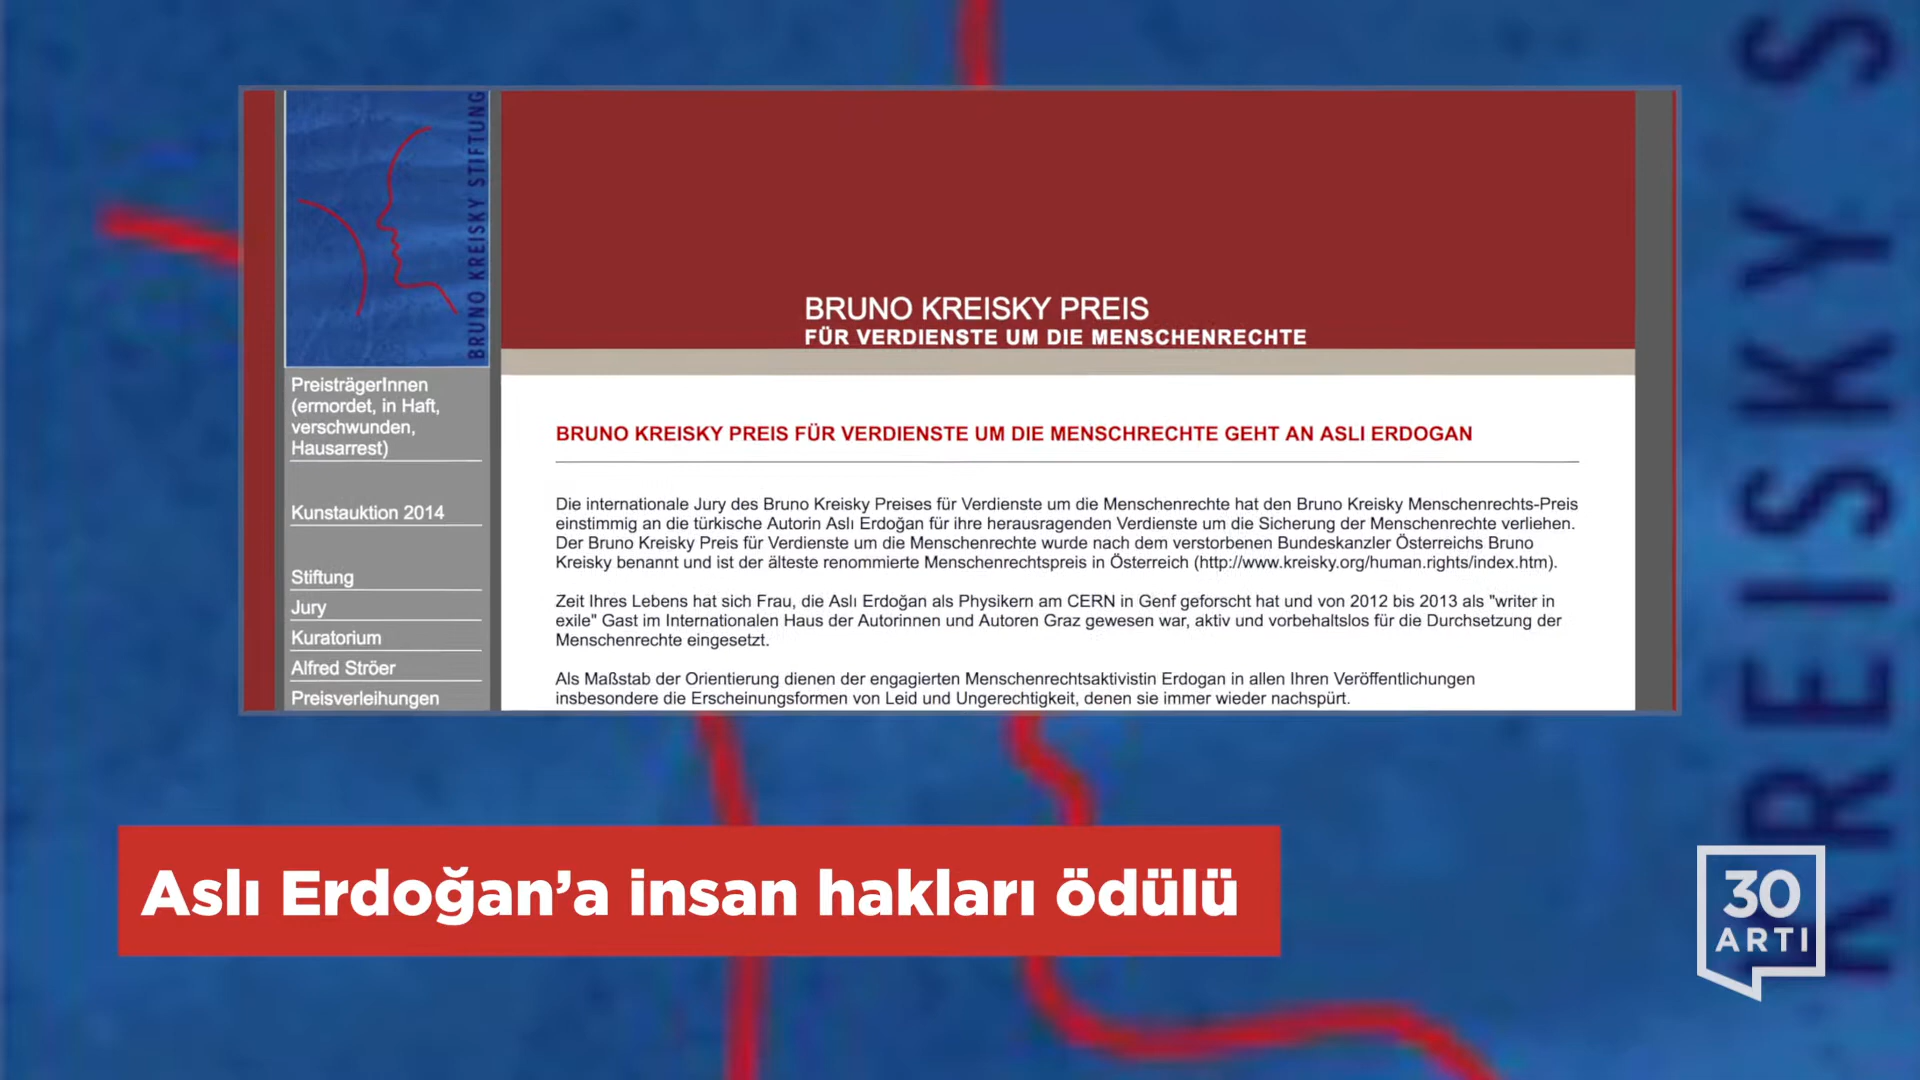 BRUNO KREISKY STIFTUNG
BRUNO KREISKY PREIS
FÜR VERDIENSTE UM DIE MENSCHENRECHTE
PreisträgerInnen
(ermordet, in Haft,
verschwunden,
Hausarrest)
Kunstauktion 2014
Stiftung
Jury
Kuratorium
Alfred Ströer
Preisverleihungen
BRUNO KREISKY PREIS FÜR VERDIENSTE UM DIE MENSCHRECHTE GEHT AN ASLI ERDOGAN
Die internationale Jury des Bruno Kreisky Preises für Verdienste um die Menschenrechte hat den Bruno Kreisky Menschenrechts-Preis
einstimmig an die türkische Autorin Aslı Erdoğan für ihre herausragenden Verdienste um die Sicherung der Menschenrechte verliehen.
Der Bruno Kreisky Preis für Verdienste um die Menschenrechte wurde nach dem verstorbenen Bundeskanzler Österreichs Bruno
Kreisky benannt und ist der älteste renommierte Menschenrechtspreis in Österreich (http://www.kreisky.org/human.rights/index.htm).
Zeit Ihres Lebens hat sich Frau, die Aslı Erdoğan als Physikern am CERN in Genf geforscht hat und von 2012 bis 2013 als "writer in
exile" Gast im Internationalen Haus der Autorinnen und Autoren Graz gewesen war, aktiv und vorbehaltslos für die Durchsetzung der
Menschenrechte eingesetzt.
Als Maßstab der Orientierung dienen der engagierten Menschenrechtsaktivistin Erdogan in allen Ihren Veröffentlichungen
insbesondere die Erscheinungsformen von Leid und Ungerechtigkeit, denen sie immer wieder nachspürt.
KREISKY S
Aslı Erdoğan’a insan hakları ödülü
30
ARTI